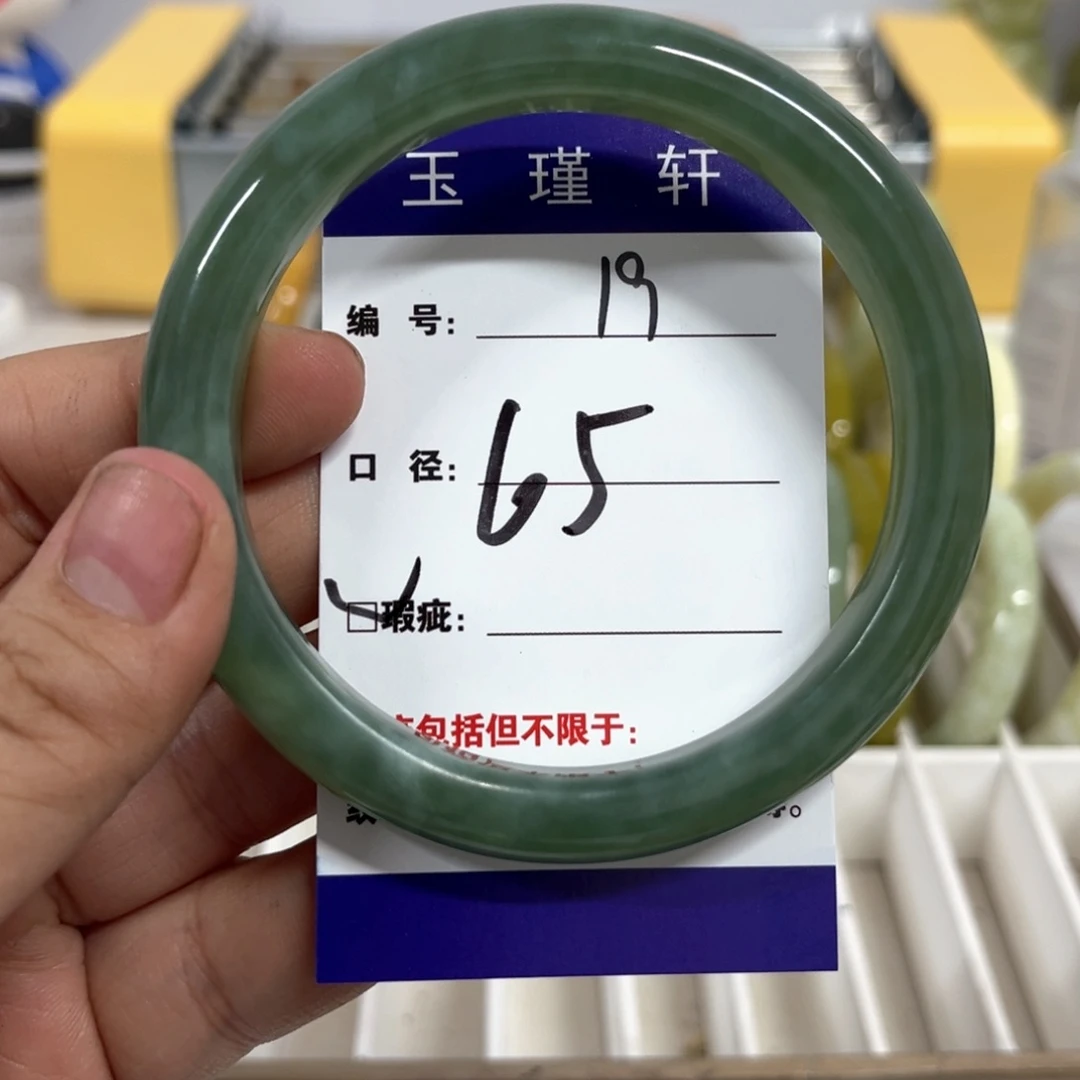 玉瑾轩
编 号: 19
口 径: 65
□瑕疵:
包括但不限于: